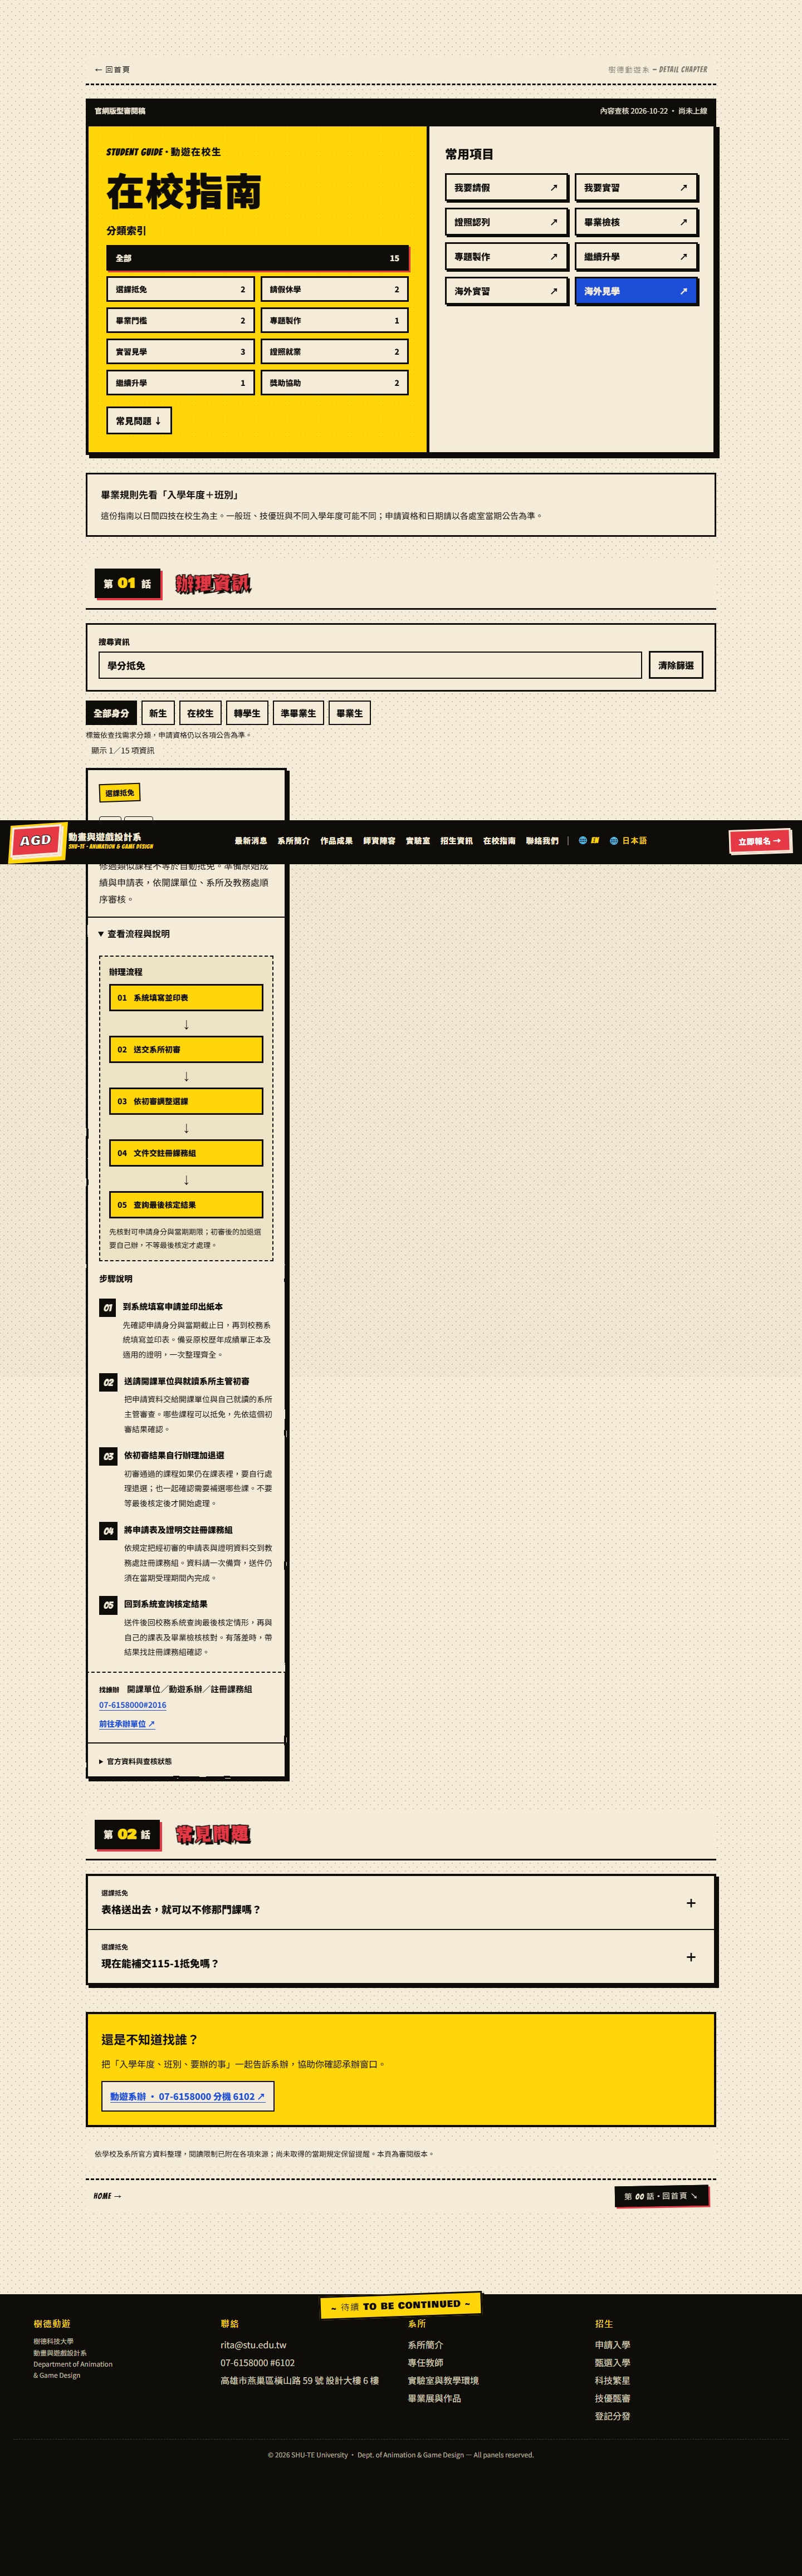 ← 回首頁
樹德動遊系 ~ DETAIL CHAPTER
官網版型審閱稿
內容查核 2026-10-22 · 尚未上線
STUDENT GUIDE · 動遊在校生
在校指南
分類索引
全部 15
選課抵免 2
請假休學 2
畢業門檻 2
專題製作 1
實習見學 3
證照就業 2
繼續升學 1
獎助協助 2
常見問題 ↓
常用項目
我要請假 ↗
我要實習 ↗
證照認列 ↗
畢業檢核 ↗
專題製作 ↗
繼續升學 ↗
海外實習 ↗
海外見學 ↗
畢業規則先看「入學年度+班別」
這份指南以日間四技在校生為主。一般班、技優班與不同入學年度可能不同;申請資格和日期請以各處室當期公告為準。
第 01 話 辦理資訊
搜尋資訊
學分抵免
清除篩選
全部身分
新生
在校生
轉學生
準畢業生
畢業生
標籤依查找需求分類,申請資格仍以各項公告為準。
顯示 1/15 項資訊
選課抵免
AGD
動畫與遊戲設計系
SHU-TE · ANIMATION & GAME DESIGN
最新消息 系所簡介 作品成果 師資陣容 實驗室 招生資訊 在校指南 聯絡我們 | EN 日本語
立即報名 →
修過類似課程不等於自動抵免。準備原始成
績與申請表,依開課單位、系所及教務處順
序審核。
▼ 查看流程與說明
辦理流程
01 系統填寫並印表
↓
02 送交系所初審
↓
03 依初審調整選課
↓
04 文件交註冊課務組
↓
05 查詢最後核定結果
先核對可申請身分與當期期限;初審後的加退選
要自己辦,不等最後核定才處理。
步驟說明
01 到系統填寫申請並印出紙本
先確認申請身分與當期截止日,再到校務系
統填寫並印表。備妥原校歷年成績單正本及
適用的證明,一次整理齊全。
02 送請開課單位與就讀系所主管初審
把申請資料交給開課單位與自己就讀的系所
主管審查。哪些課程可以抵免,先依這個初
審結果確認。
03 依初審結果自行辦理加退選
初審通過的課程如果仍在課表裡,要自行處
理退選;也一起確認需要補選哪些課。不要
等最後核定後才開始處理。
04 將申請表及證明交註冊課務組
依規定把經初審的申請表與證明資料交到教
務處註冊課務組。資料請一次備齊,送件仍
須在當期受理期間內完成。
05 回到系統查詢核定結果
送件後回校務系統查詢最後核定情形,再與
自己的課表及畢業檢核核對。有落差時,帶
結果找註冊課務組確認。
找誰辦 開課單位/動遊系辦/註冊課務組
07-6158000#2016
前往承辦單位 ↗
▶ 官方資料與查核狀態
第 02 話 常見問題
選課抵免
表格送出去,就可以不修那門課嗎? +
選課抵免
現在能補交115-1抵免嗎? +
還是不知道找誰?
把「入學年度、班別、要辦的事」一起告訴系辦,協助你確認承辦窗口。
動遊系辦 · 07-6158000 分機 6102 ↗
依學校及系所官方資料整理,閱讀限制已附在各項來源;尚未取得的當期規定保留提醒。本頁為審閱版本。
HOME →
第 00 話 · 回首頁 ↘
~ 待續 TO BE CONTINUED ~
樹德動遊
樹德科技大學
動畫與遊戲設計系
Department of Animation
& Game Design
聯絡
rita@stu.edu.tw
07-6158000 #6102
高雄市燕巢區橫山路 59 號 設計大樓 6 樓
系所
系所簡介
專任教師
實驗室與教學環境
畢業展與作品
招生
申請入學
甄選入學
科技繁星
技優甄審
登記分發
© 2026 SHU-TE University · Dept. of Animation & Game Design — All panels reserved.